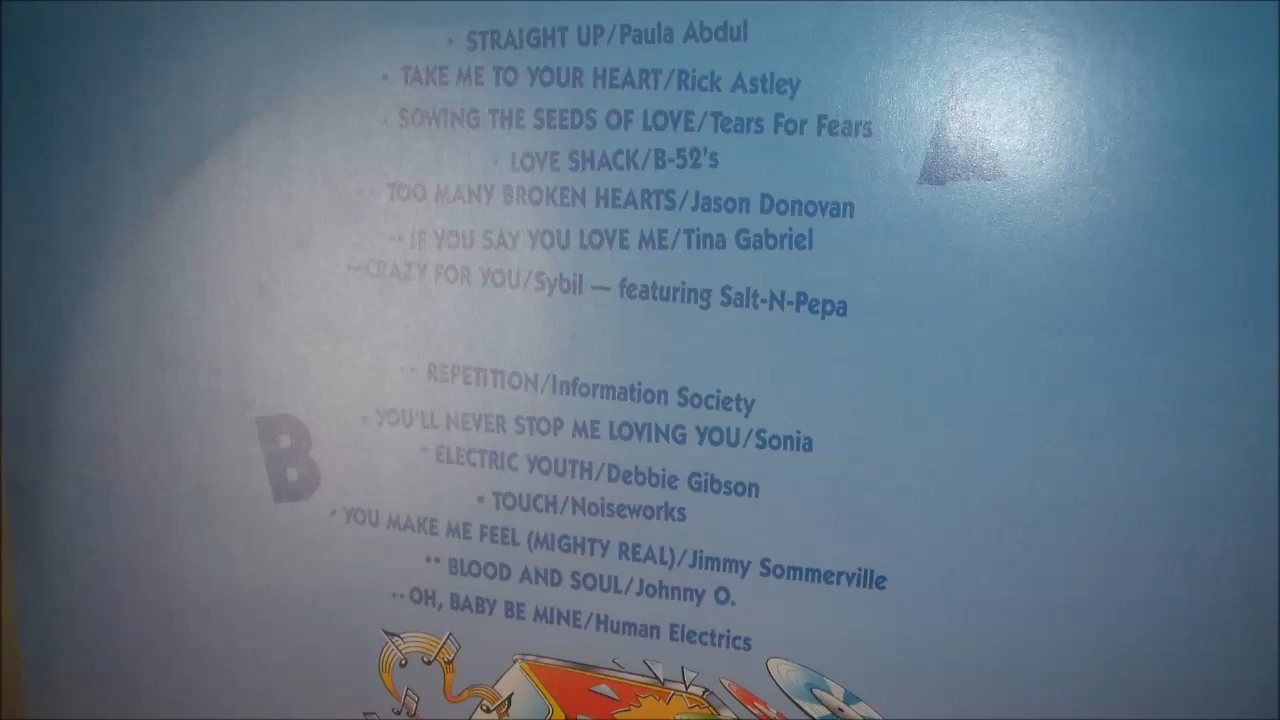 • STRAIGHT UP/Paula Abdul
• TAKE ME TO YOUR HEART/Rick Astley
• SOWING THE SEEDS OF LOVE/Tears For Fears
A
• LOVE SHACK/B-52's
•• TOO MANY BROKEN HEARTS/Jason Donovan
•• IF YOU SAY YOU LOVE ME/Tina Gabriel
•• CRAZY FOR YOU/Sybil — featuring Salt-N-Pepa
•• REPETITION/Information Society
B
• YOU'LL NEVER STOP ME LOVING YOU/Sonia
• ELECTRIC YOUTH/Debbie Gibson
• TOUCH/Noiseworks
• YOU MAKE ME FEEL (MIGHTY REAL)/Jimmy Sommerville
•• BLOOD AND SOUL/Johnny O.
•• OH, BABY BE MINE/Human Electrics